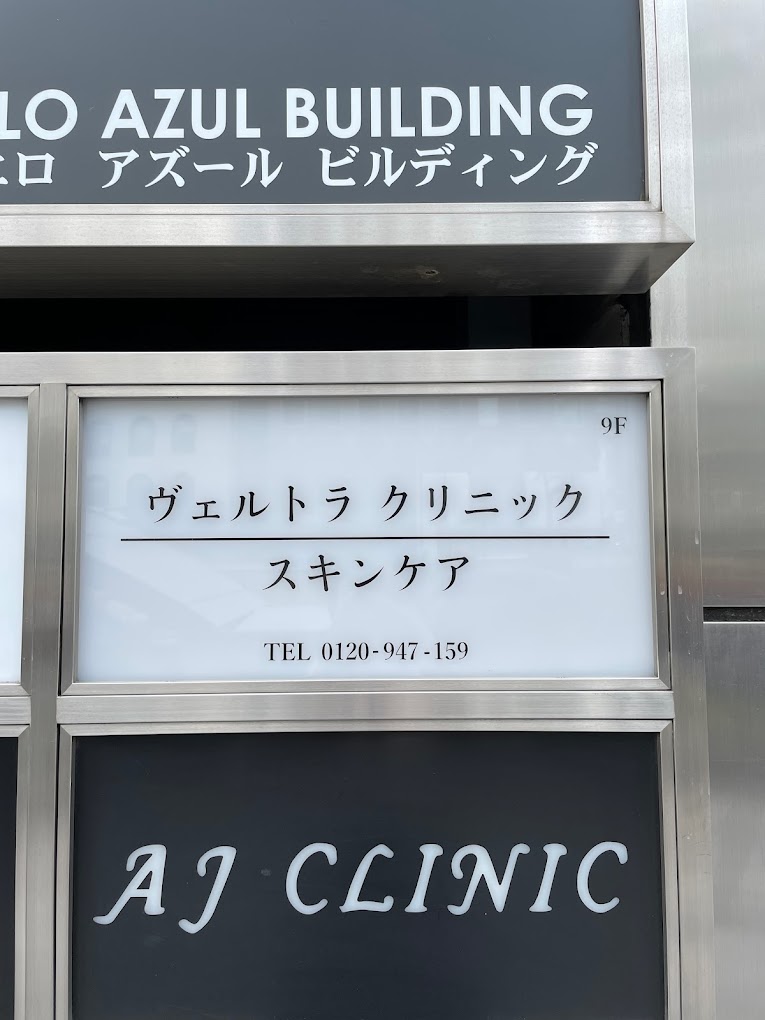 LO AZUL BUILDING
エロ アズール ビルディング
9F
ヴェルトラ クリニック
スキンケア
TEL 0120-947-159
AJ CLINIC